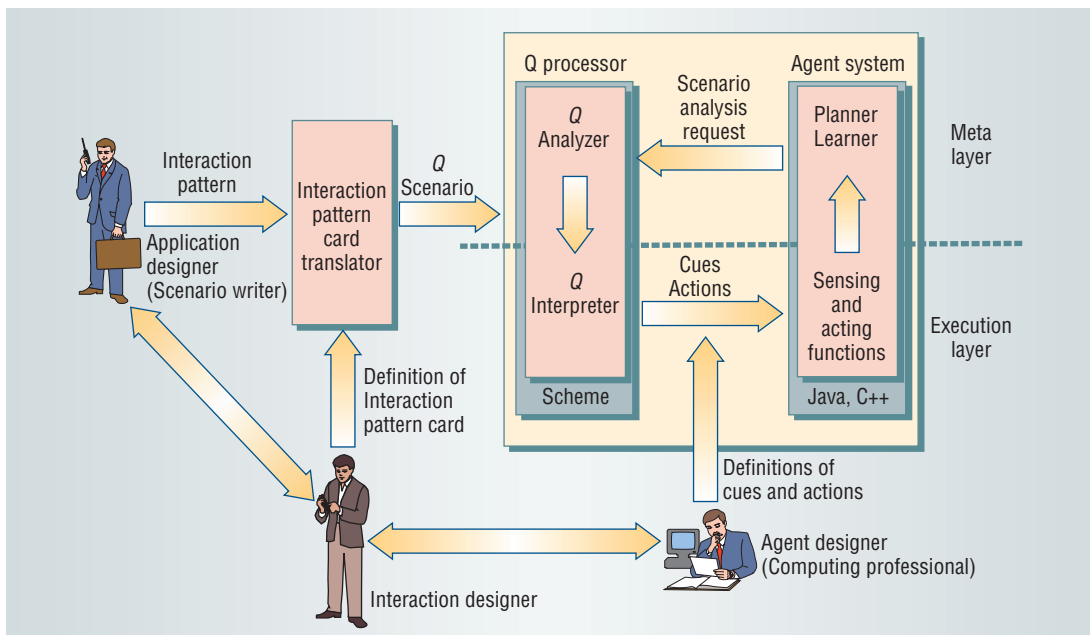 Q processor
Agent system
Scenario
analysis
request
Q
Analyzer
Planner
Learner
Meta
layer
Interaction
pattern
Q
Scenario
Interaction
pattern
card
translator
Application
designer
(Scenario writer)
Q
Interpreter
Cues
Actions
Sensing
and
acting
functions
Execution
layer
Scheme
Java, C++
Definition of
Interaction
pattern card
Definitions of
cues and actions
Agent designer
(Computing professional)
Interaction designer